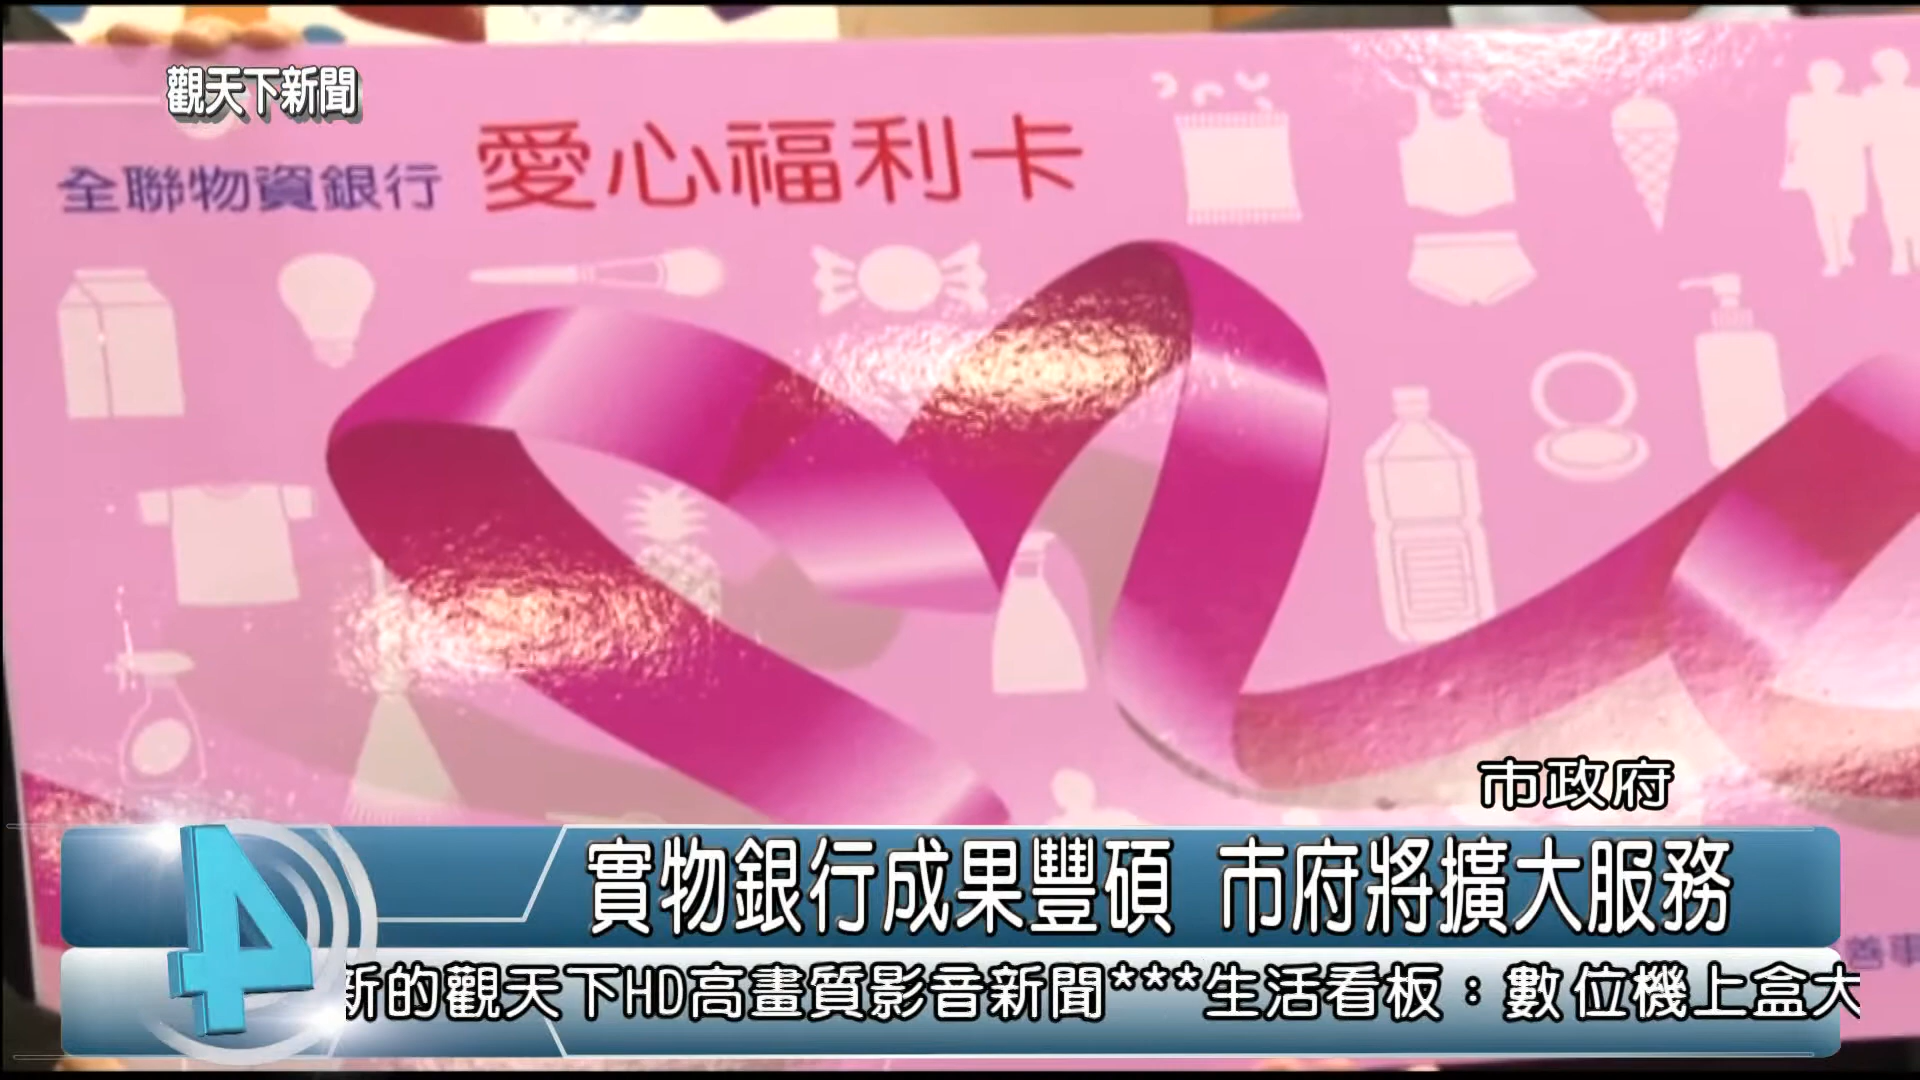 觀天下新聞
全聯物資銀行 愛心福利卡
市政府
實物銀行成果豐碩 市府將擴大服務
4
新的觀天下HD高畫質影音新聞***生活看板：數位機上盒大
善事